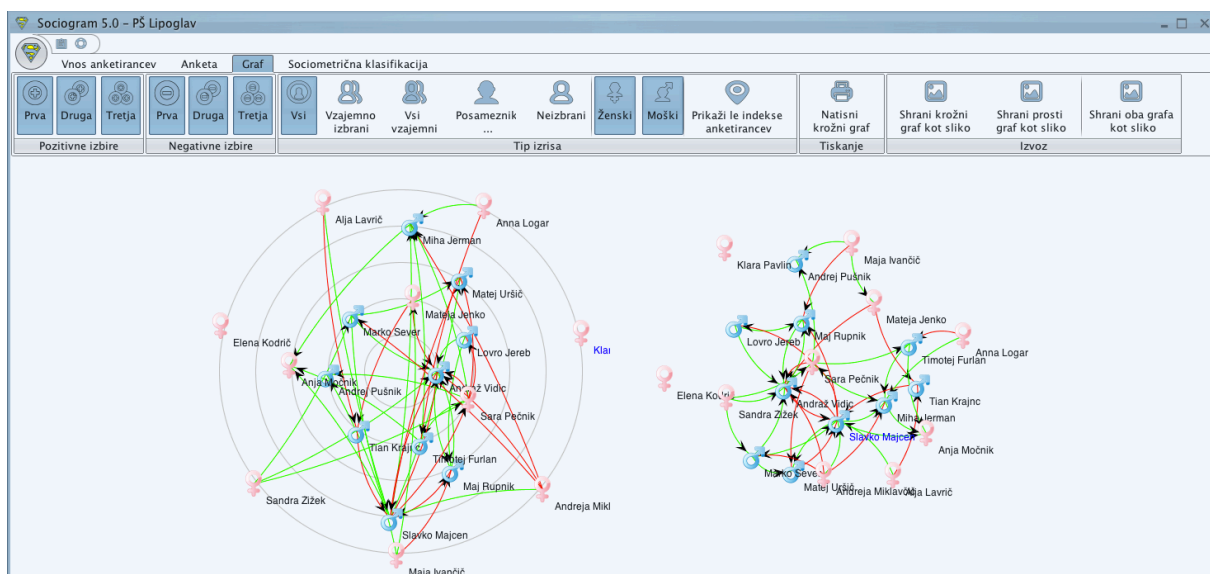 Sociogram 5.0 – PŠ Lipoglav
Vnos anketirancev Anketa Graf Sociometrična klasifikacija
Prva Druga Tretja Prva Druga Tretja Vsi Vzajemno izbrani Vsi vzajemni Posameznik ... Neizbrani Ženski Moški Prikaži le indekse anketirancev Natisni krožni graf Shrani krožni graf kot sliko Shrani prosti graf kot sliko Shrani oba grafa kot sliko
Pozitivne izbire Negativne izbire Tip izrisa Tiskanje Izvoz
Alja Lavrič
Anna Logar
Miha Jerman
Matej Uršič
Mateja Jenko
Marko Sever
Elena Kodrič
Lovro Jereb
Klar
Anja Močnik
Andrej Pušnik
Andraž Vidic
Sara Pečnik
Tian Krajnc
Timotej Furlan
Maj Rupnik
Sandra Zižek
Andreja Mikl
Slavko Majcen
Maja Ivančič
Maja Ivančič
Klara Pavlin
Andrej Pušnik
Mateja Jenko
Maj Rupnik
Lovro Jereb
Anna Logar
Timotej Furlan
Sara Pečnik
Elena Kodrič
Tian Krajnc
Andraž Vidic
Sandra Zižek
Miha Jerman
Slavko Majcen
Anja Močnik
Marko Sever
Matej Uršič
Andreja Miklavčič
Alja Lavrič